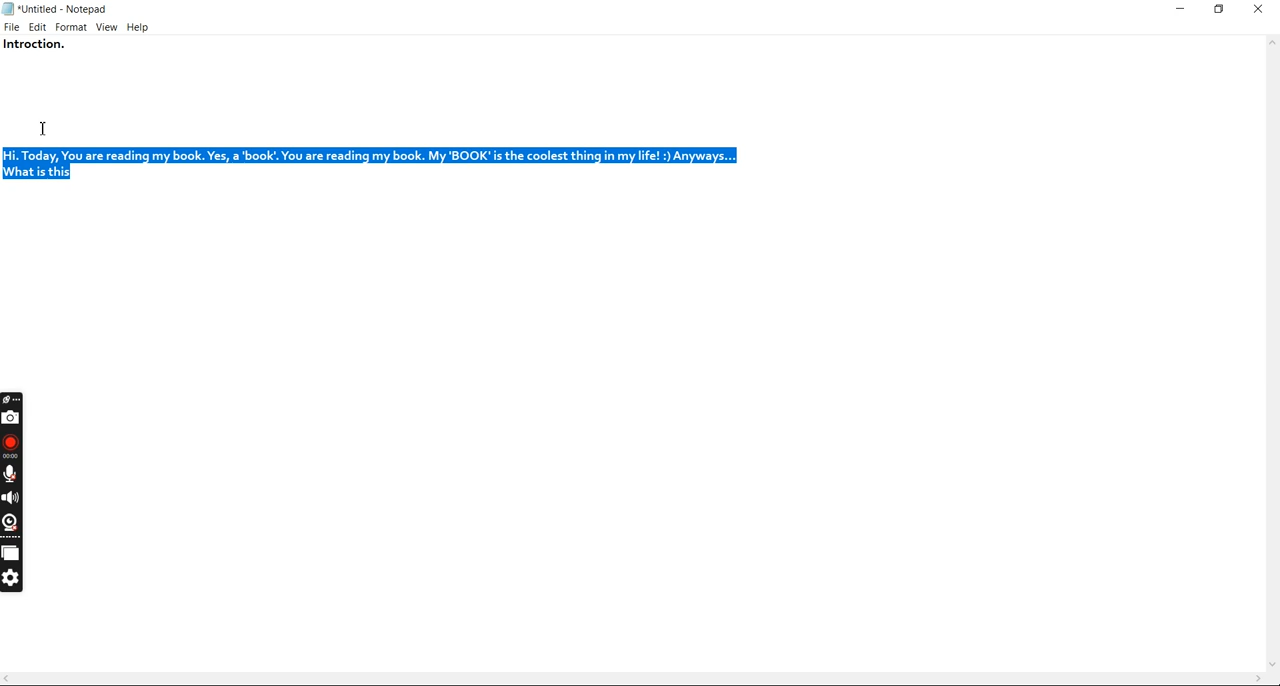 *Untitled - Notepad
File Edit Format View Help
Introction.
Hi. Today, You are reading my book. Yes, a 'book'. You are reading my book. My 'BOOK' is the coolest thing in my life! :) Anyways...
What is this
00:00